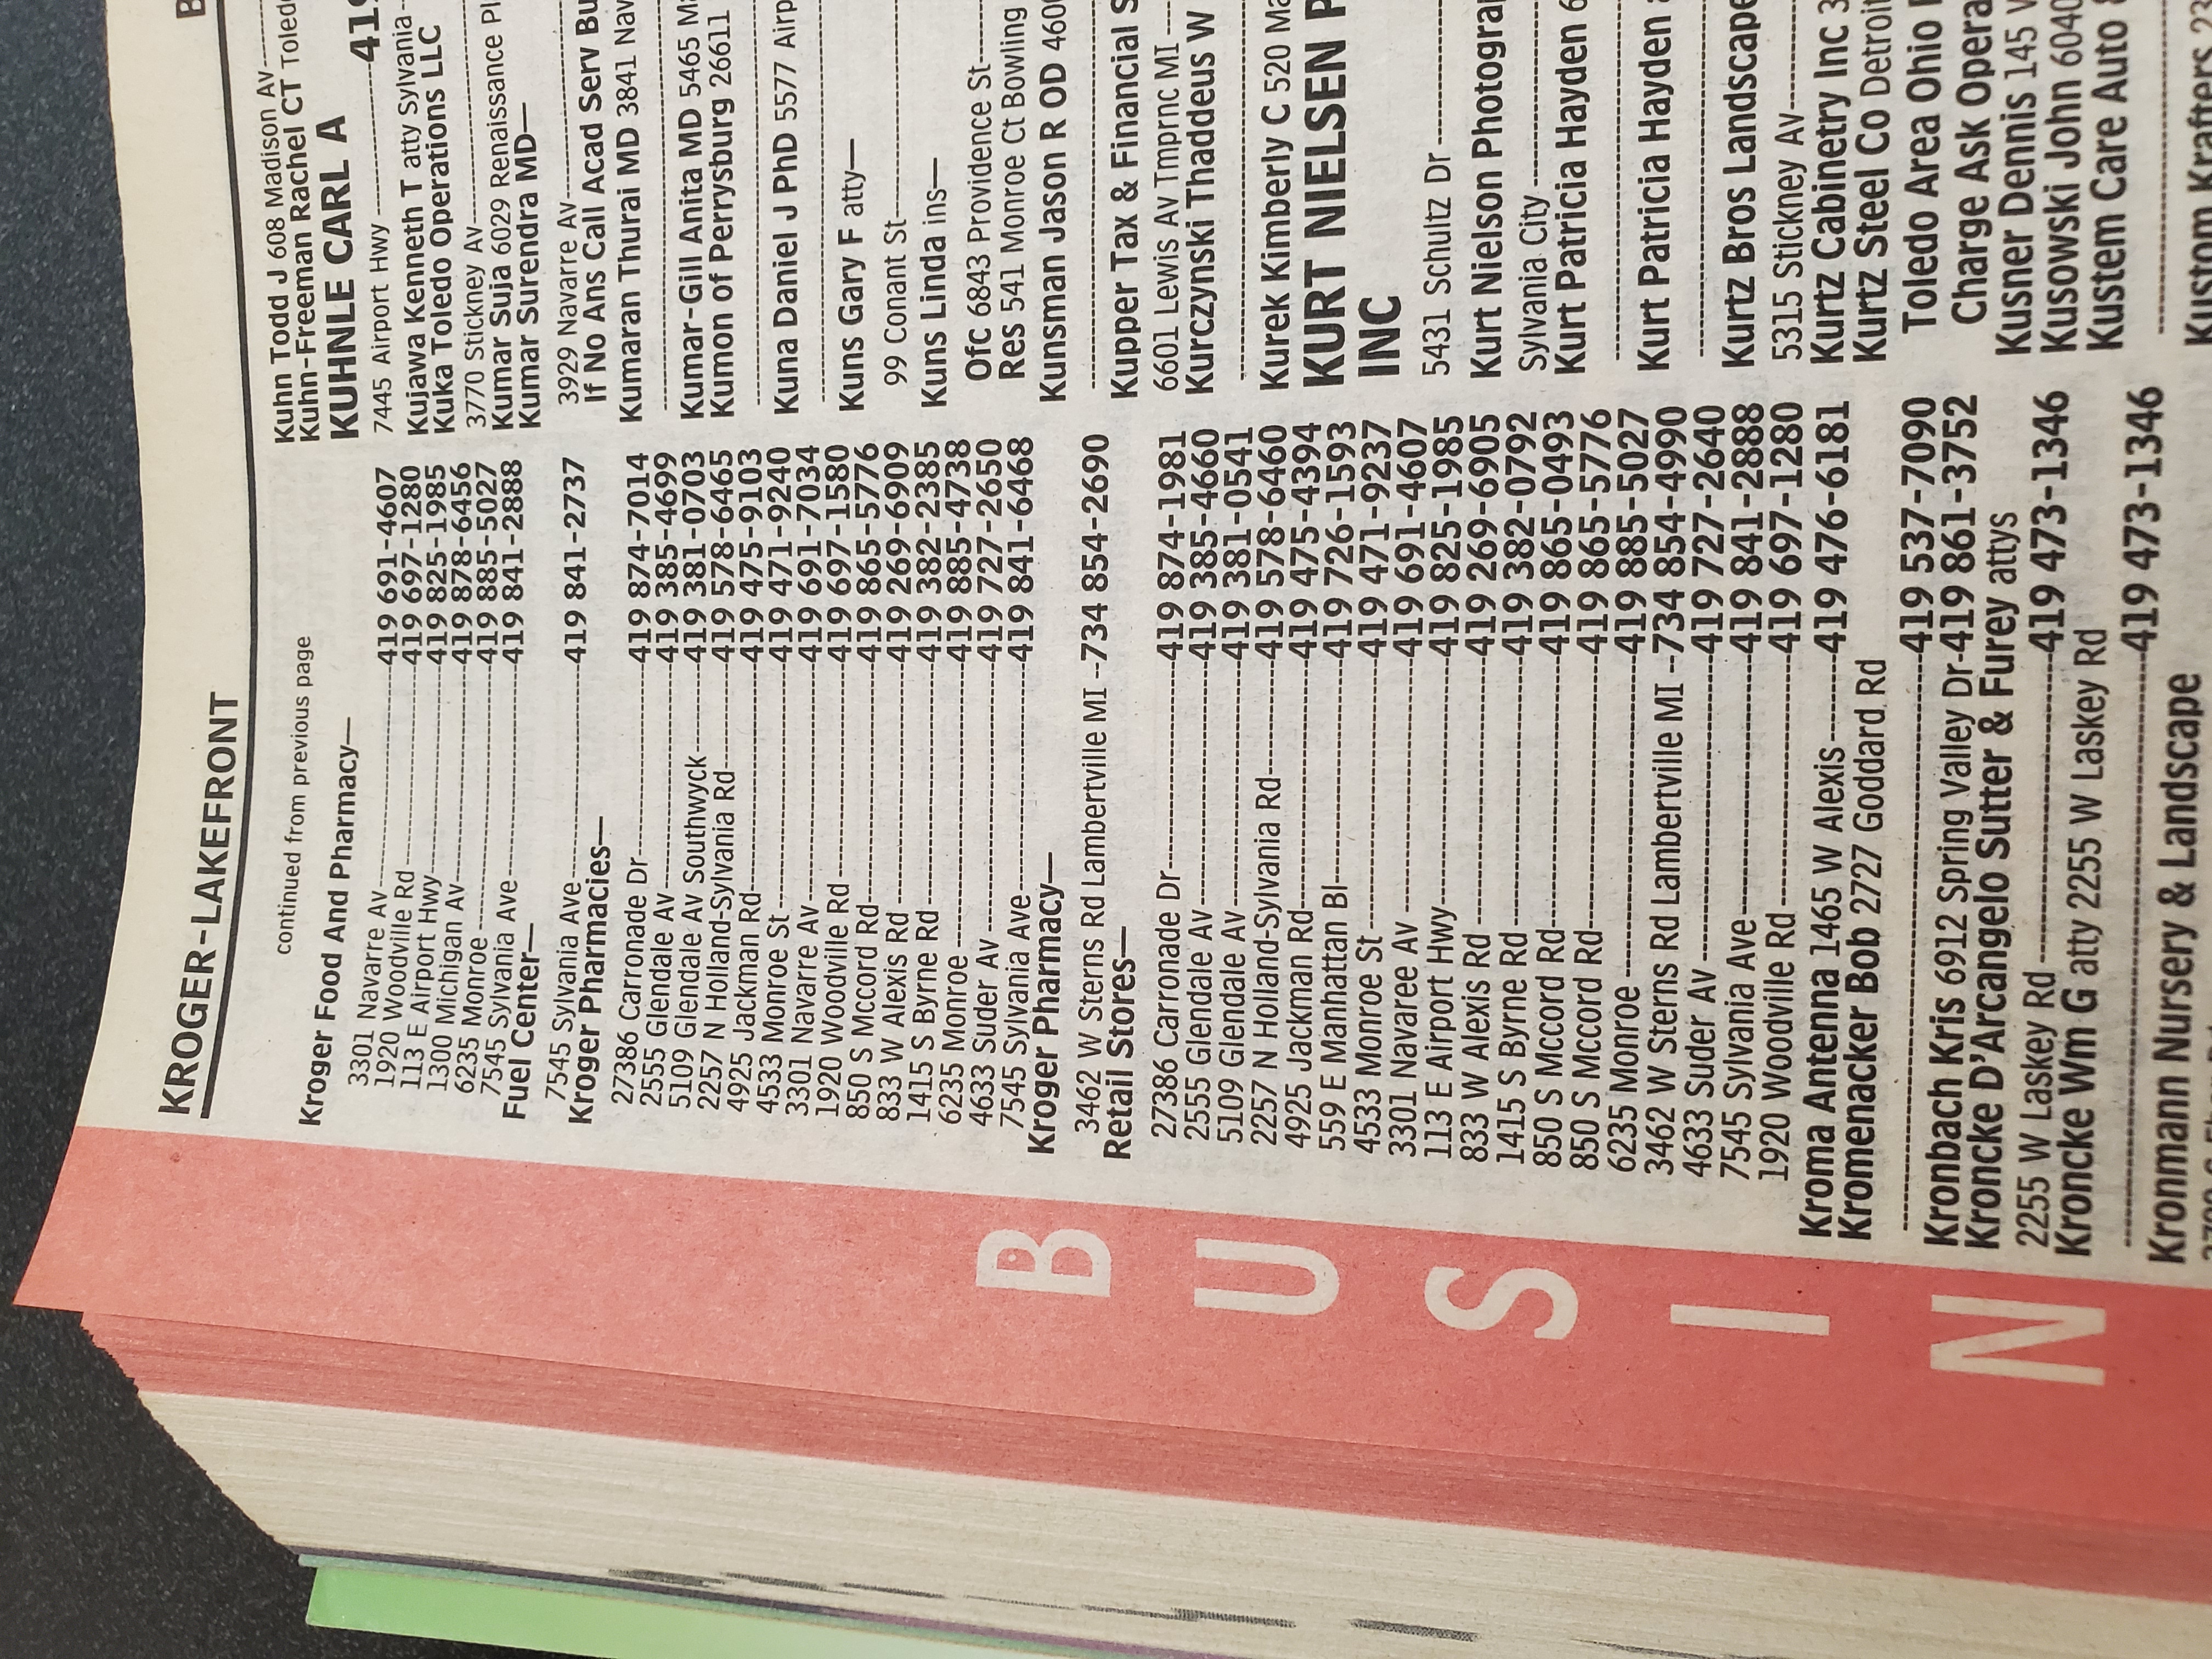 KROGER-LAKEFRONT
continued from previous page
Kroger Food And Pharmacy—
3301 Navarre Av 419 691-4607
1920 Woodville Rd 419 697-1280
113 E Airport Hwy 419 825-1985
1300 Michigan Av 419 878-6456
6235 Monroe 419 885-5027
7545 Sylvania Ave 419 841-2888
Fuel Center—
7545 Sylvania Ave 419 841-2737
Kroger Pharmacies—
27386 Carronade Dr 419 874-7014
2555 Glendale Av 419 385-4699
5109 Glendale Av Southwyck 419 381-0703
2257 N Holland-Sylvania Rd 419 578-6465
4925 Jackman Rd 419 475-9103
4533 Monroe St 419 471-9240
3301 Navarre Av 419 691-7034
1920 Woodville Rd 419 697-1580
850 S Mccord Rd 419 865-5776
833 W Alexis Rd 419 269-6909
1415 S Byrne Rd 419 382-2385
6235 Monroe 419 885-4738
4633 Suder Av 419 727-2650
7545 Sylvania Ave 419 841-6468
Kroger Pharmacy—
3462 W Sterns Rd Lambertville MI 734 854-2690
Retail Stores—
27386 Carronade Dr 419 874-1981
2555 Glendale Av 419 385-4660
5109 Glendale Av 419 381-0541
2257 N Holland-Sylvania Rd 419 578-6460
4925 Jackman Rd 419 475-4394
559 E Manhattan Bl 419 726-1593
4533 Monroe St 419 471-9237
3301 Navaree Av 419 691-4607
113 E Airport Hwy 419 825-1985
833 W Alexis Rd 419 269-6905
1415 S Byrne Rd 419 382-0792
850 S Mccord Rd 419 865-0493
850 S Mccord Rd 419 865-5776
6235 Monroe 419 885-5027
3462 W Sterns Rd Lambertville MI 734 854-4990
4633 Suder Av 419 727-2640
7545 Sylvania Ave 419 841-2888
1920 Woodville Rd 419 697-1280
Kroma Antenna 1465 W Alexis 419 476-6181
Kromenacker Bob 2727 Goddard Rd
419 537-7090
Kronbach Kris 6912 Spring Valley Dr 419 861-3752
Kroncke D'Arcangelo Sutter & Furey attys
2255 W Laskey Rd 419 473-1346
Kroncke Wm G atty 2255 W Laskey Rd
419 473-1346
Kronmann Nursery & Landscape
Kuhn Todd J 608 Madison Av
Kuhn-Freeman Rachel CT
KUHNLE CARL A
7445 Airport Hwy
Kujawa Kenneth T atty Sylvania
Kuka Toledo Operations LLC
3770 Stickney Av
Kumar Suja 6029 Renaissance
Kumar Surendra MD—
3929 Navarre Av
If No Ans Call Acad Serv
Kumaran Thurai MD 3841
Kumar-Gill Anita MD 5465
Kumon of Perrysburg 26611
Kuna Daniel J PhD 5577
Kuns Gary F atty—
99 Conant St
Kuns Linda ins—
Ofc 6843 Providence St
Res 541 Monroe Ct Bowling
Kunsman Jason R OD
Kupper Tax & Financial
6601 Lewis Av Tmprnc MI
Kurczynski Thaddeus W
Kurek Kimberly C 520
KURT NIELSEN
INC
5431 Schultz Dr
Kurt Nielson
Sylvania City
Kurt Patricia Hayden
Kurt Patricia Hayden
Kurtz Bros
5315 Stickney Av
Kurtz Cabinetry Inc
Kurtz Steel Co
Toledo Area Ohio
Charge Ask
Kusner Dennis 145
Kusowski John 6040
Kustem Care Auto
Kustom Krafters
B
U
S
I
N